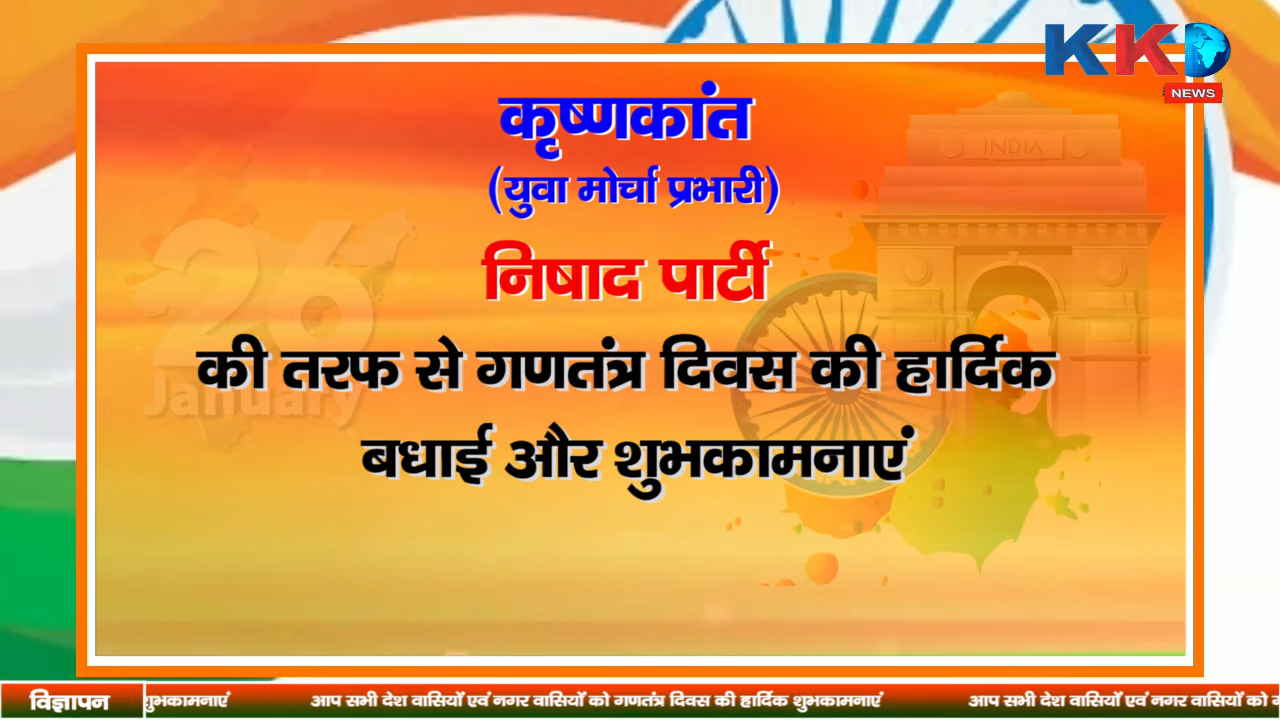 KKD
NEWS
INDIA
कृष्णकांत
(युवा मोर्चा प्रभारी)
26
January
निषाद पार्टी
की तरफ से गणतंत्र दिवस की हार्दिक
बधाई और शुभकामनाएं
विज्ञापन
शुभकामनाएं आप सभी देश वासियों एवं नगर वासियों को गणतंत्र दिवस की हार्दिक शुभकामनाएं आप सभी देश वासियों एवं नगर वासियों को